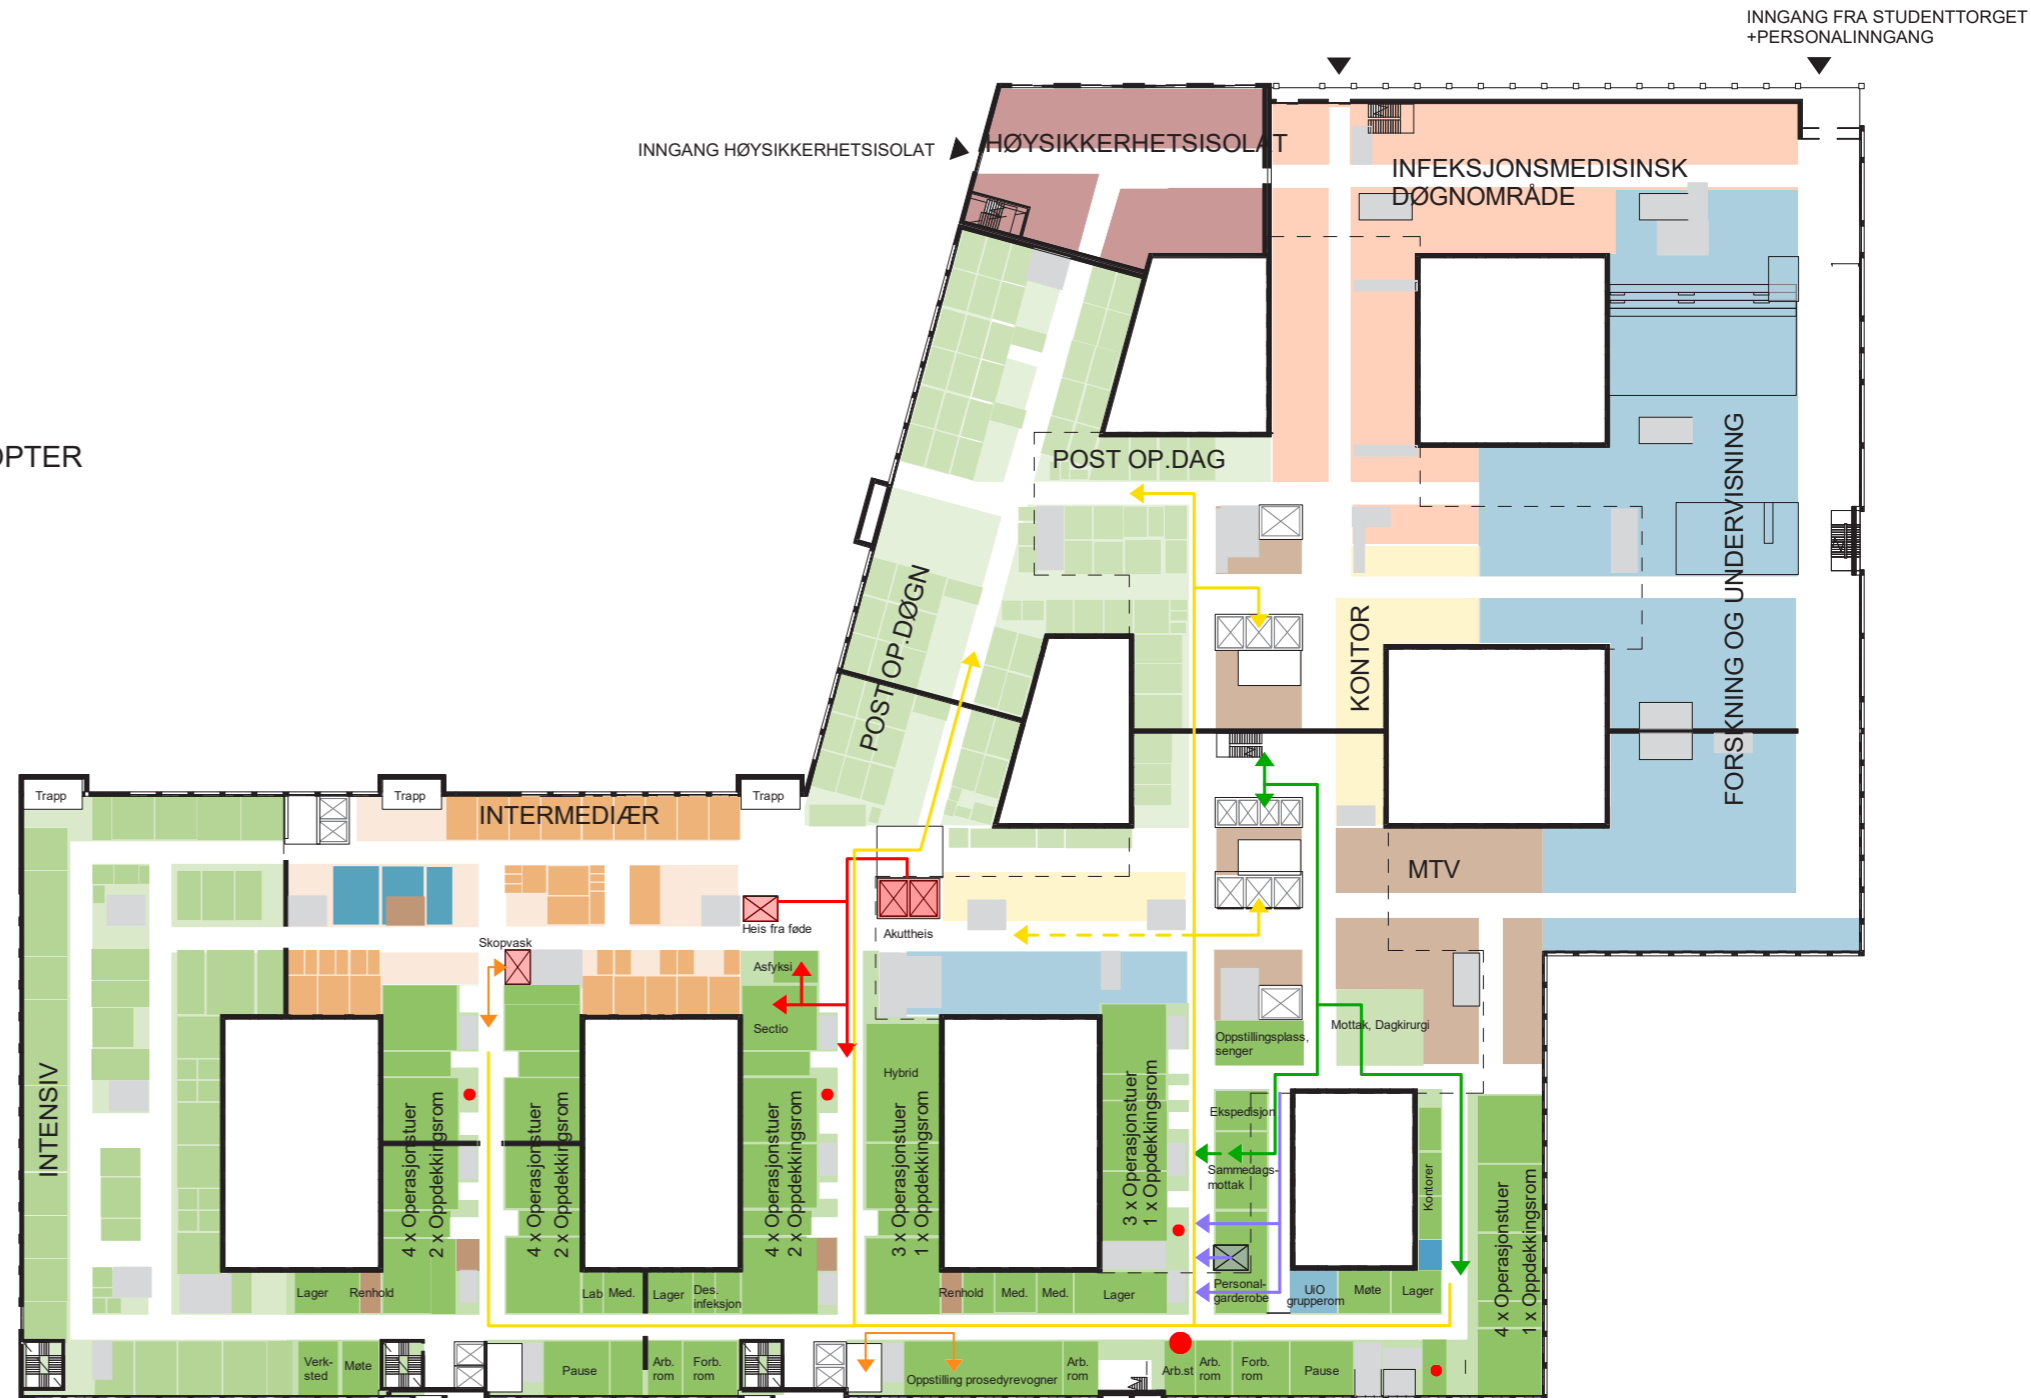 INNGANG FRA STUDENTTORGET
+PERSONALINNGANG
INNGANG HØYSIKKERHETSISOLAT
HØYSIKKERHETSISOLAT
INFEKSJONSMEDISINSK
DØGNOMRÅDE
OPTER
POST OP.DAG
POST OP.DØGN
KONTOR
FORSKNING OG UNDERVISNING
Trapp
Trapp
INTERMEDIÆR
Trapp
MTV
Heis fra føde
Akuttheis
Skopvask
Asfyksi
Sectio
Oppstillingsplass,
senger
Mottak, Dagkirurgi
Hybrid
INTENSIV
4 x Operasjonstuer
2 x Oppdekkingsrom
4 x Operasjonstuer
2 x Oppdekkingsrom
4 x Operasjonstuer
2 x Oppdekkingsrom
3 x Operasjonstuer
1 x Oppdekkingsrom
3 x Operasjonstuer
1 x Oppdekkingsrom
Ekspedisjon
Sammedags-
mottak
Kontorer
4 x Operasjonstuer
1 x Oppdekkingsrom
Personal-
garderobe
Lager
Renhold
Lab
Med.
Lager
Des.
infeksjon
Renhold
Med.
Med.
Lager
UiO
grupperom
Møte
Lager
Verk-
sted
Møte
Pause
Arb.
rom
Forb.
rom
Oppstilling prosedyrevogner
Arb.
rom
Arb.st
Arb.
rom
Forb.
rom
Pause